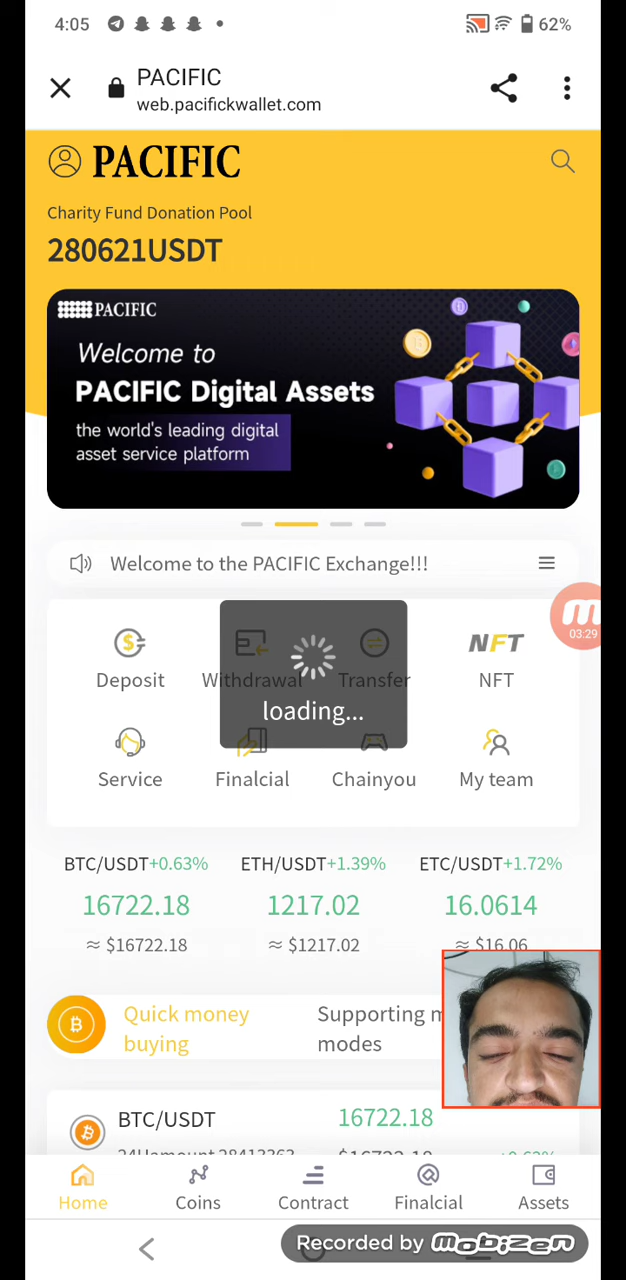 4:05
62%
PACIFIC
web.pacifickwallet.com
PACIFIC
Charity Fund Donation Pool
280621USDT
PACIFIC
Welcome to
PACIFIC Digital Assets
the world's leading digital
asset service platform
Welcome to the PACIFIC Exchange!!!
03:29
NFT
Deposit
Withdrawal
Transfer
NFT
loading...
Service
Finalcial
Chainyou
My team
BTC/USDT+0.63%
ETH/USDT+1.39%
ETC/USDT+1.72%
16722.18
1217.02
16.0614
≈ $16722.18
≈ $1217.02
≈ $16.06
Quick money
buying
Supporting
modes
BTC/USDT
16722.18
Home
Coins
Contract
Finalcial
Assets
Recorded by mobizen